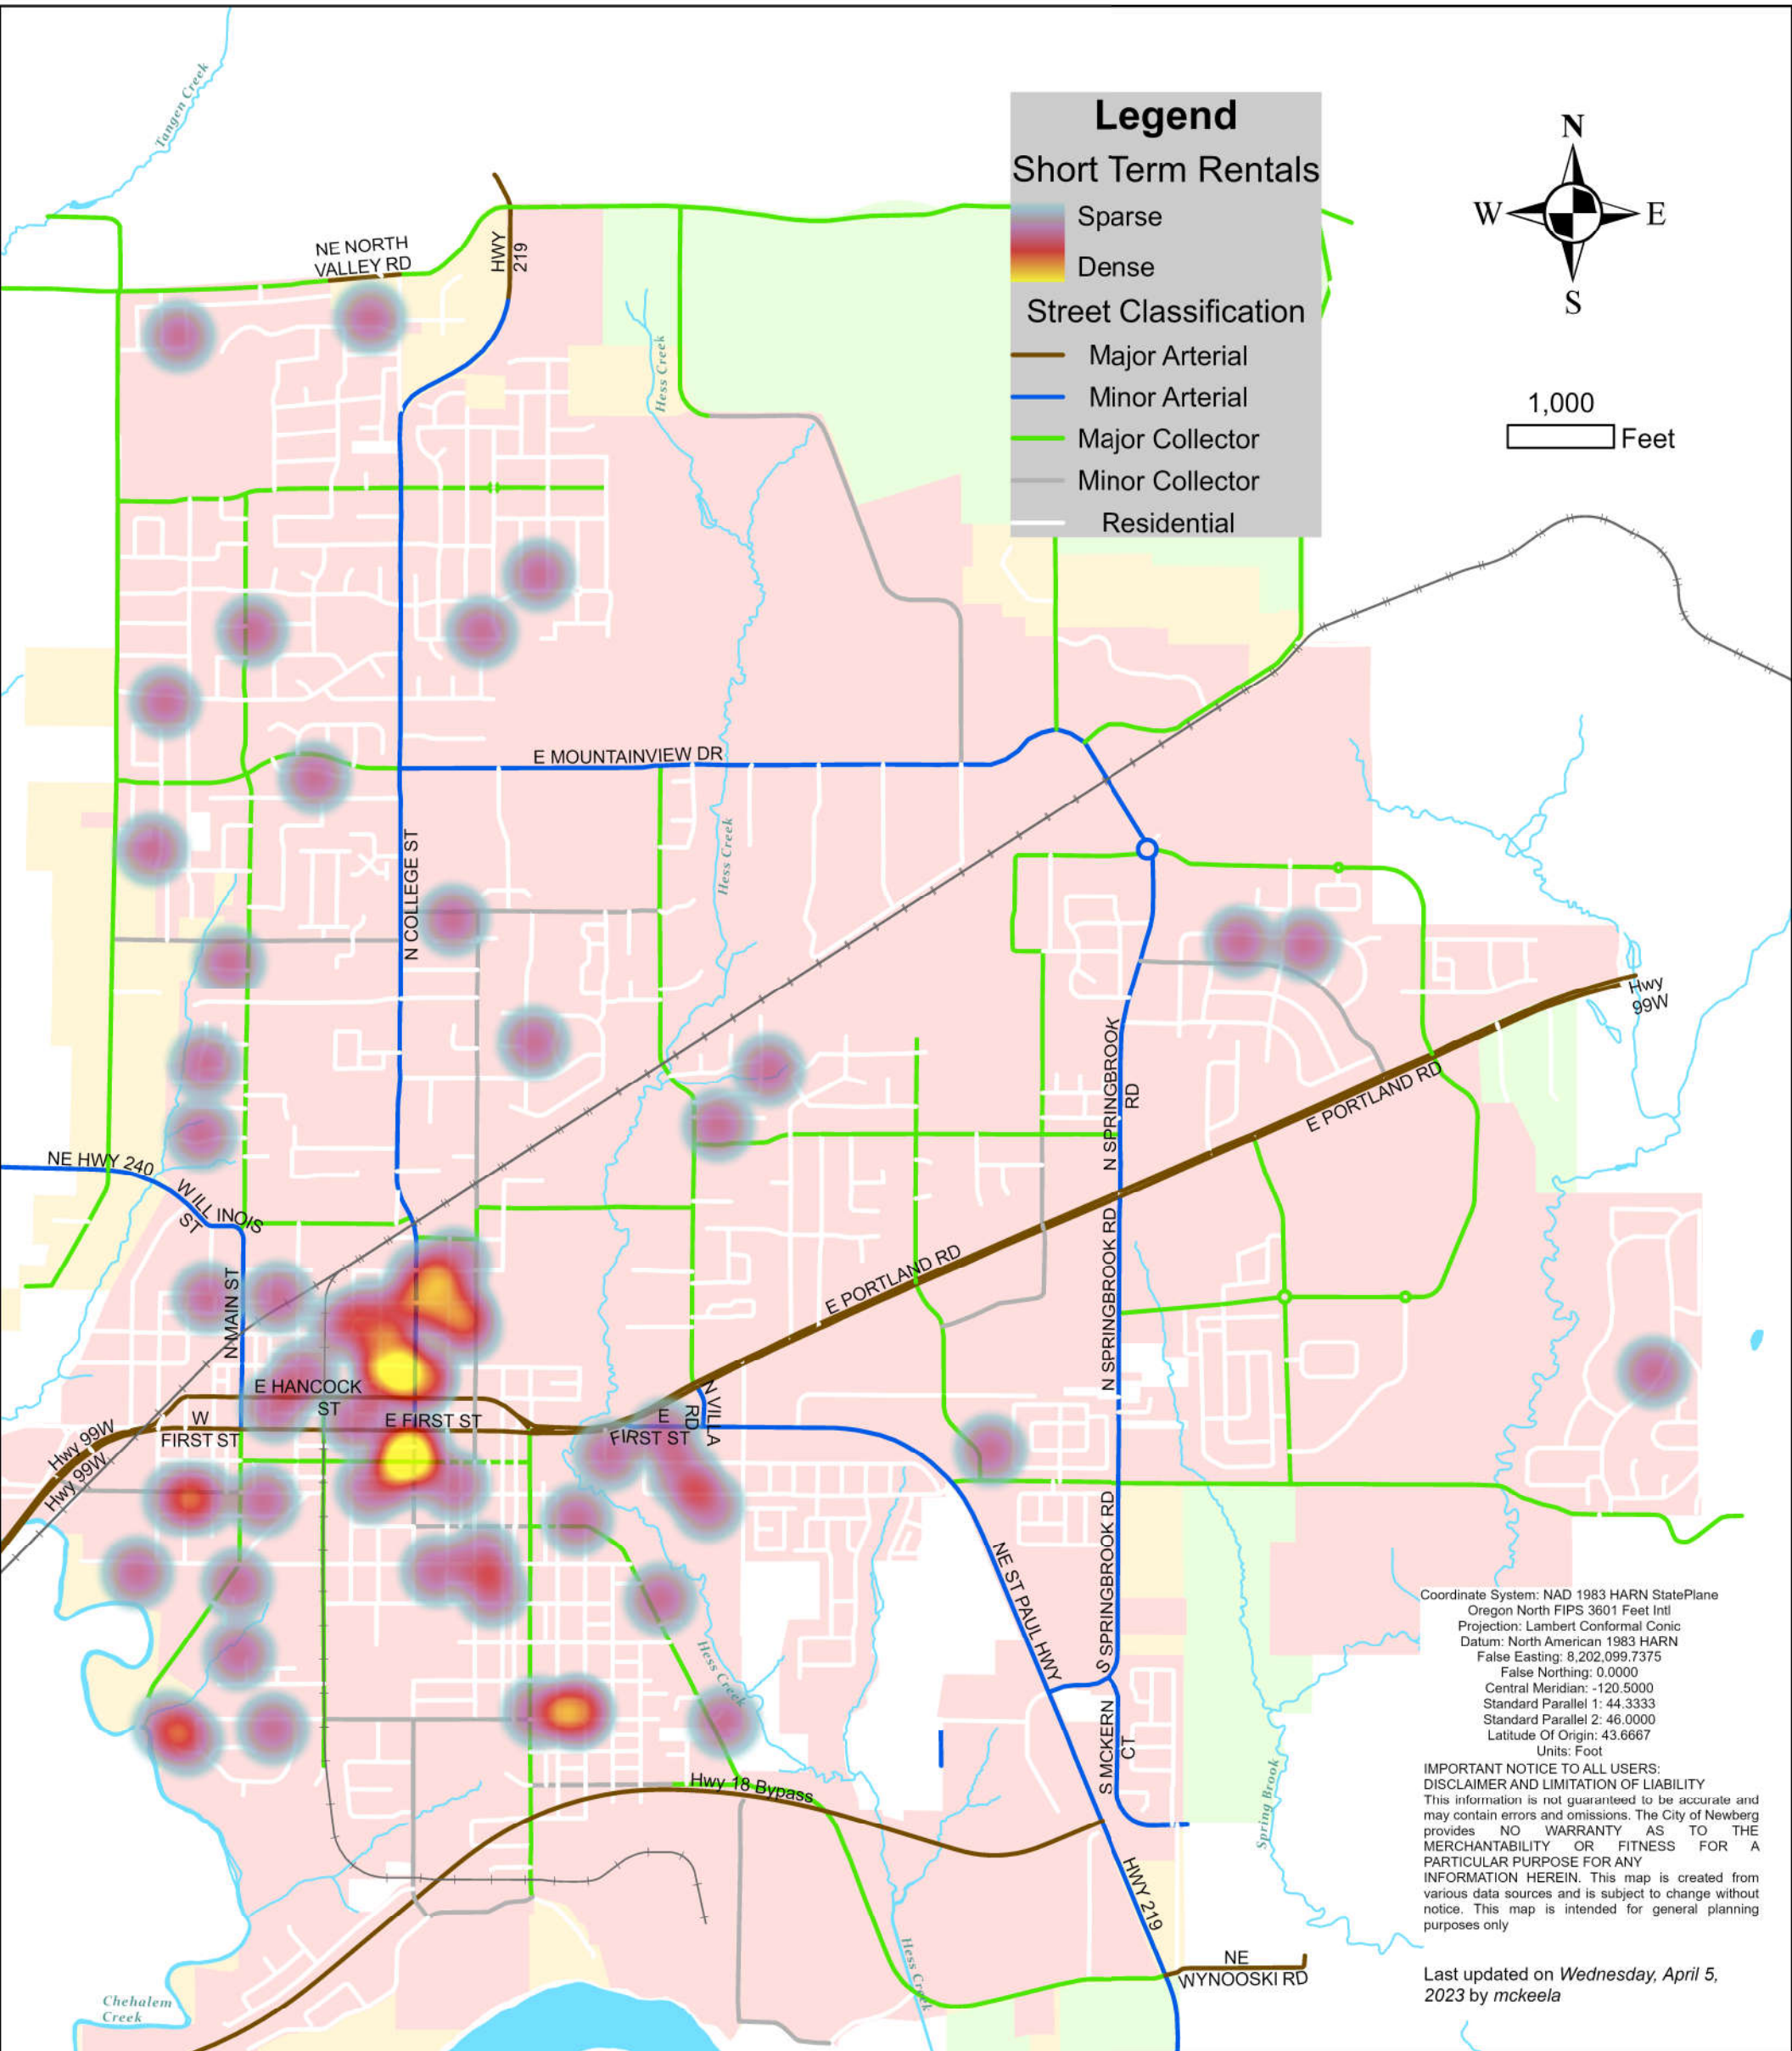 Tangen Creek
Legend
Short Term Rentals
Sparse
Dense
Street Classification
Major Arterial
Minor Arterial
Major Collector
Minor Collector
Residential
N
W
E
S
1,000
Feet
NE NORTH
VALLEY RD
HWY
219
Hess Creek
E MOUNTAINVIEW DR
N COLLEGE ST
Hess Creek
Hwy
99W
N SPRINGBROOK
RD
E PORTLAND RD
NE HWY 240
W ILL INOIS
ST
N MAIN ST
E PORTLAND RD
N SPRINGBROOK RD
E HANCOCK
ST
E FIRST ST
W
FIRST ST
Hwy 99W
Hwy 99W
E
FIRST ST
N VILLA
RD
NE ST PAUL HWY
S SPRINGBROOK RD
Hess Creek
S MCKERN
CT
Hwy 18 Bypass
Spring Brook
HWY 219
NE
WYNOOSKI RD
Hess Creek
Chehalem
Creek
Coordinate System: NAD 1983 HARN StatePlane
Oregon North FIPS 3601 Feet Intl
Projection: Lambert Conformal Conic
Datum: North American 1983 HARN
False Easting: 8,202,099.7375
False Northing: 0.0000
Central Meridian: -120.5000
Standard Parallel 1: 44.3333
Standard Parallel 2: 46.0000
Latitude Of Origin: 43.6667
Units: Foot
IMPORTANT NOTICE TO ALL USERS:
DISCLAIMER AND LIMITATION OF LIABILITY
This information is not guaranteed to be accurate and
may contain errors and omissions. The City of Newberg
provides NO WARRANTY AS TO THE
MERCHANTABILITY OR FITNESS FOR A
PARTICULAR PURPOSE FOR ANY
INFORMATION HEREIN. This map is created from
various data sources and is subject to change without
notice. This map is intended for general planning
purposes only
Last updated on Wednesday, April 5,
2023 by mckeela